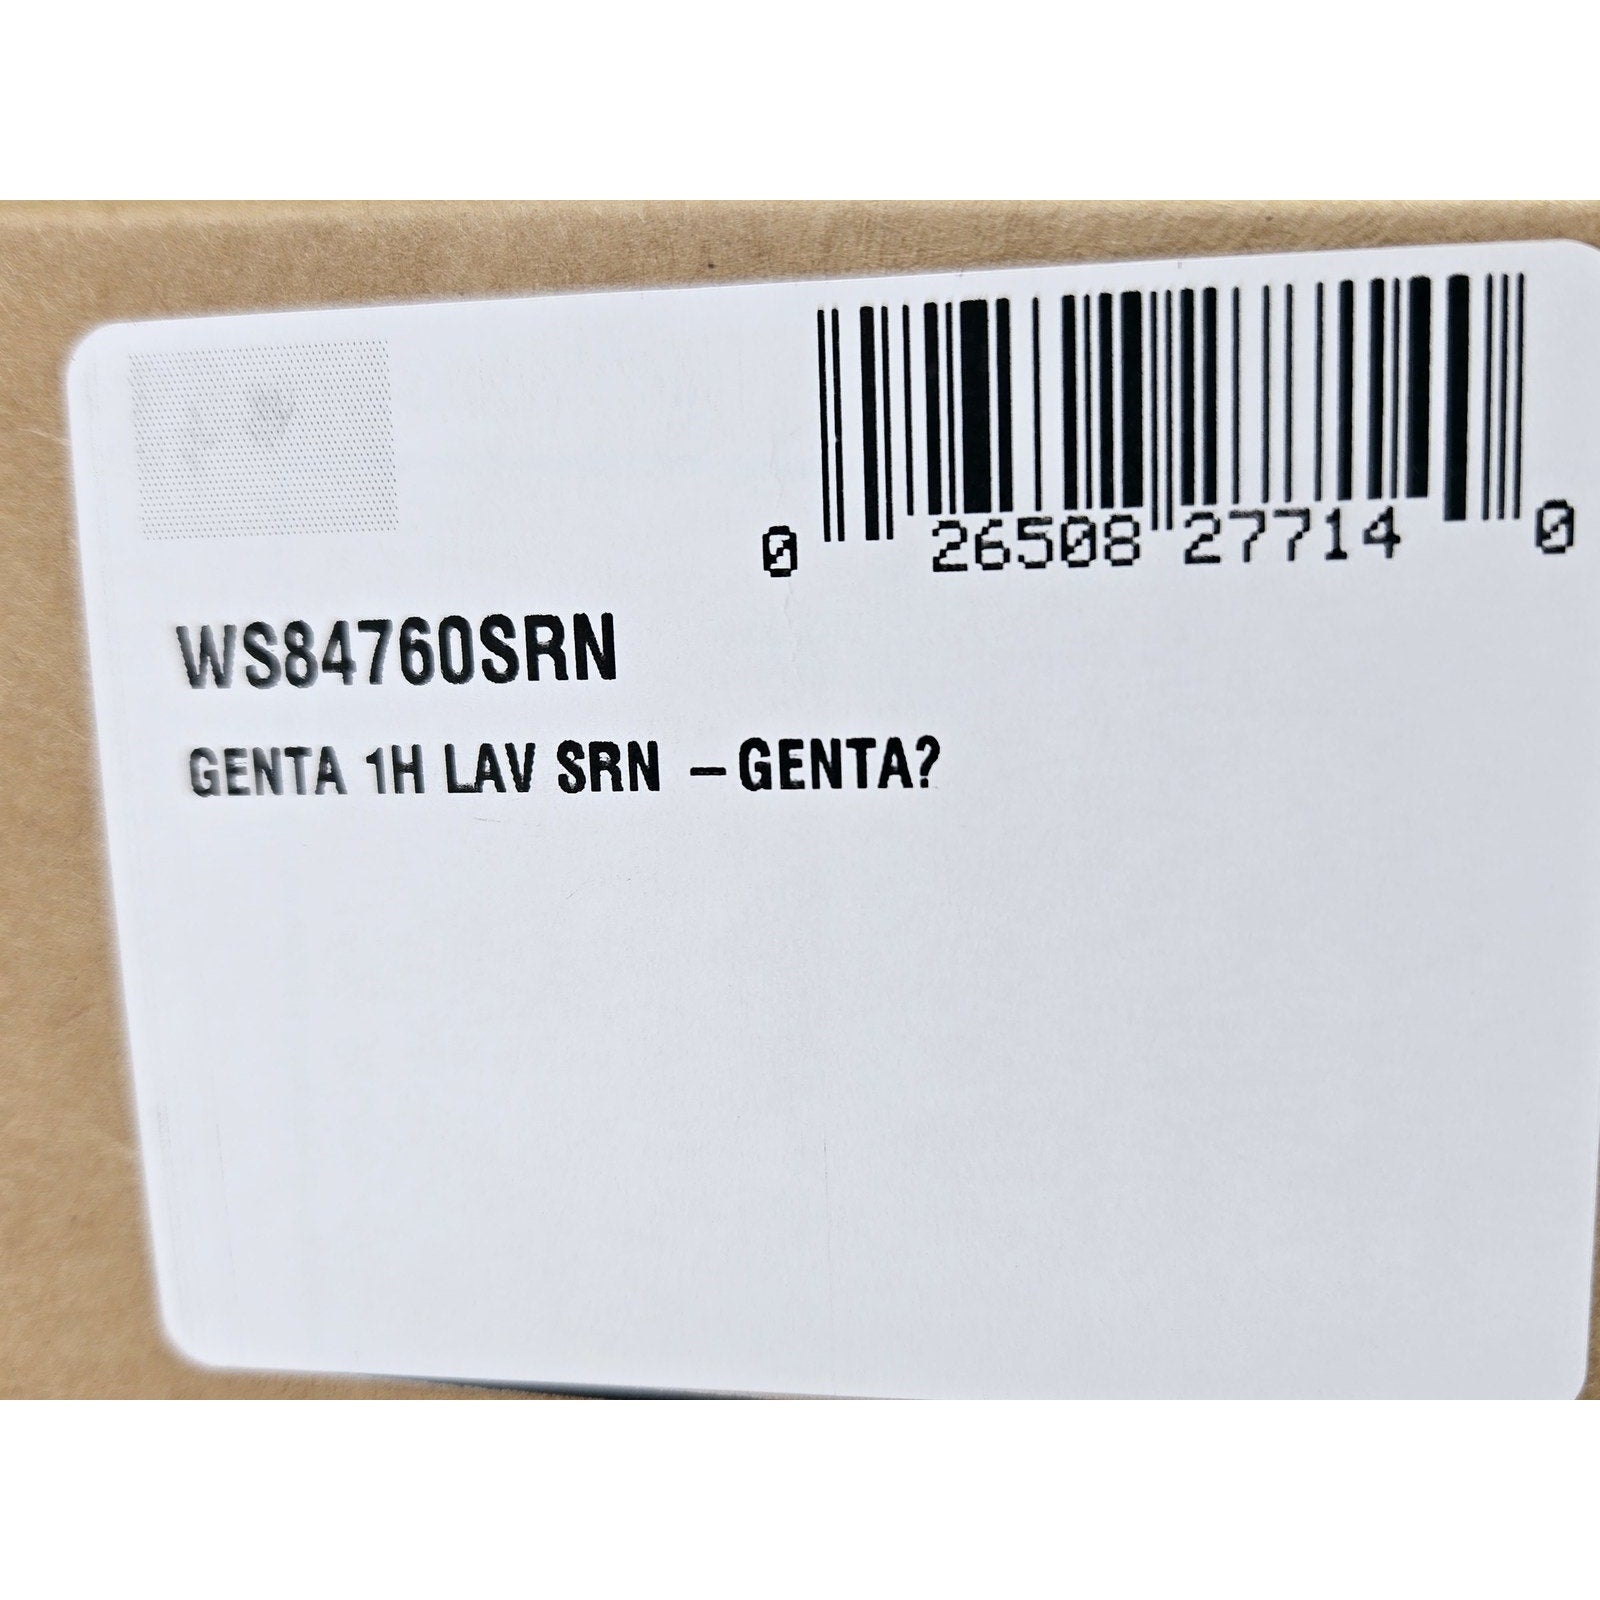 0 26508 27714 0
WS84760SRN
GENTA 1H LAV SRN –GENTA?